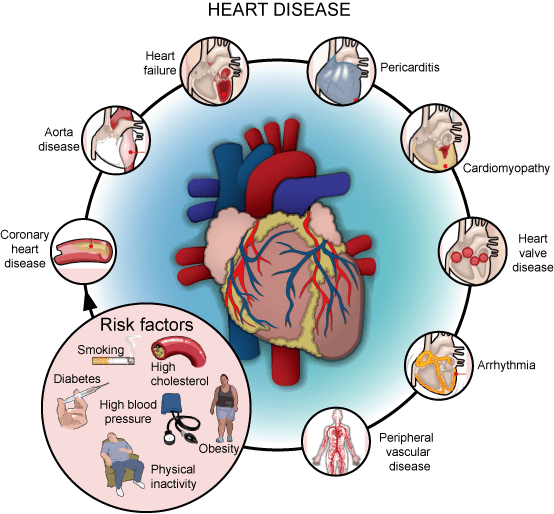 HEART DISEASE
Heart
failure
Pericarditis
Aorta
disease
Cardiomyopathy
Coronary
heart
disease
Heart
valve
disease
Arrhythmia
Peripheral
vascular
disease
Risk factors
Smoking
High
cholesterol
Diabetes
High blood
pressure
Obesity
Physical
inactivity